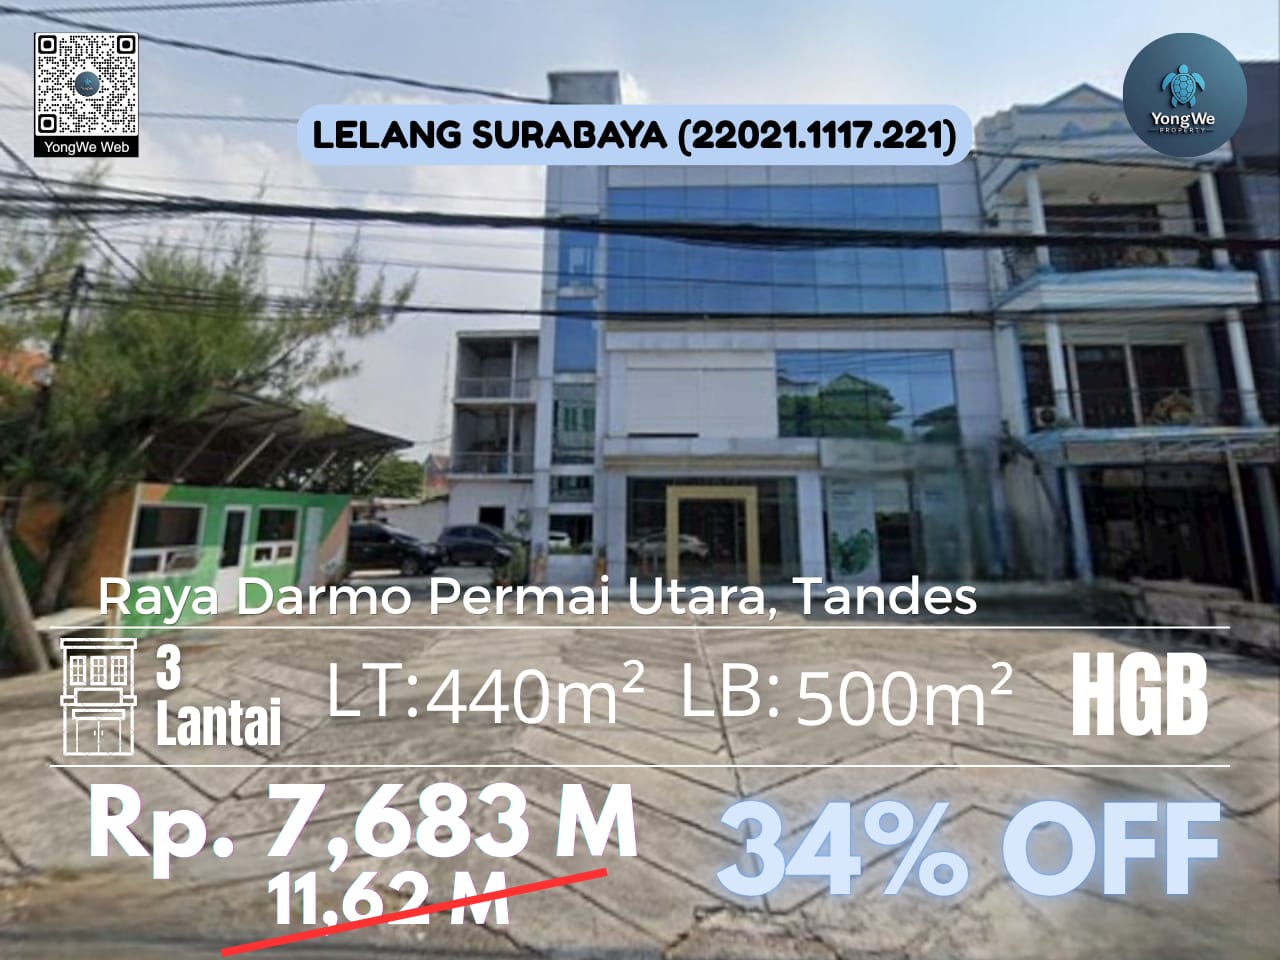 YongWe Web
LELANG SURABAYA (22021.1117.221)
YongWe
PROPERTY
Raya Darmo Permai Utara, Tandes
3
Lantai
LT: 440m²
LB: 500m²
HGB
Rp. 7,683 M
11,62 M
34% OFF